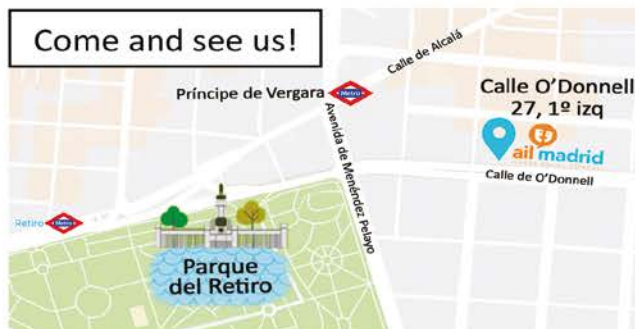 Come and see us!
Calle de Alcalá
Príncipe de Vergara
Metro
Calle O'Donnell
27, 1º izq
ail madrid
Avenida de Menéndez Pelayo
Calle de O'Donnell
Retiro
Metro
Parque
del Retiro